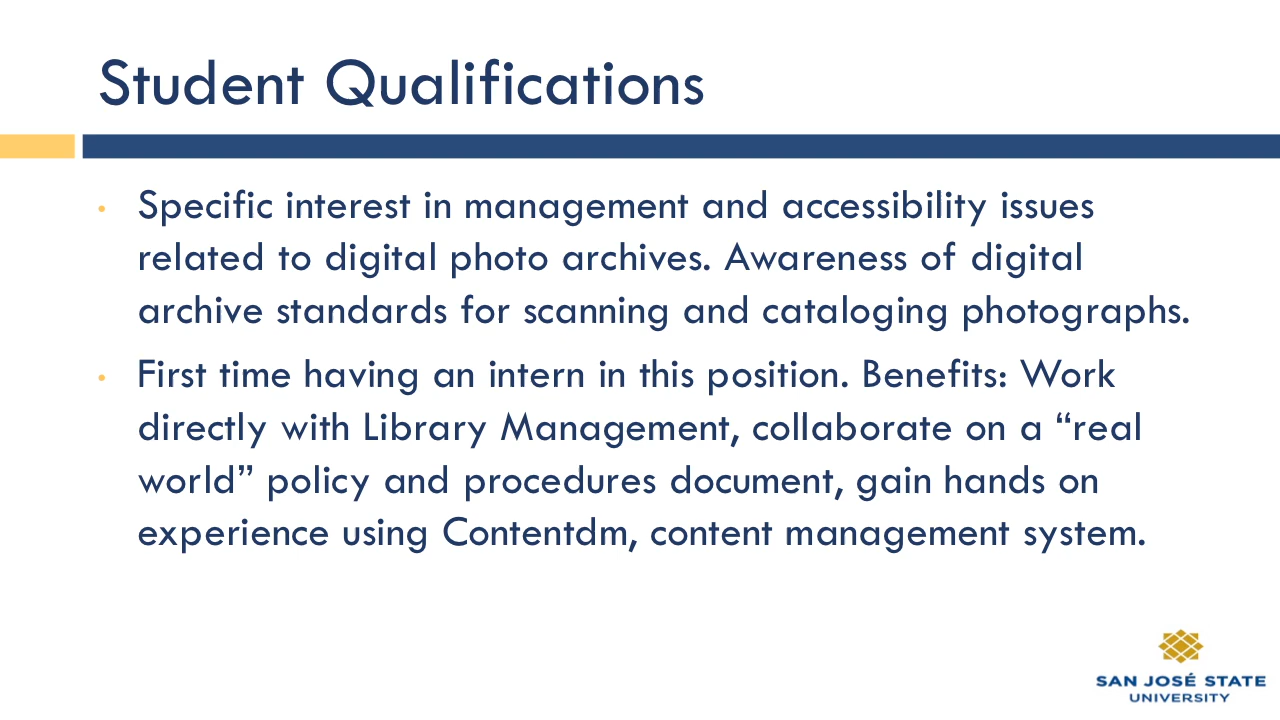 Student Qualifications
• Specific interest in management and accessibility issues
related to digital photo archives. Awareness of digital
archive standards for scanning and cataloging photographs.
• First time having an intern in this position. Benefits: Work
directly with Library Management, collaborate on a “real
world” policy and procedures document, gain hands on
experience using Contentdm, content management system.
SAN JOSÉ STATE
UNIVERSITY